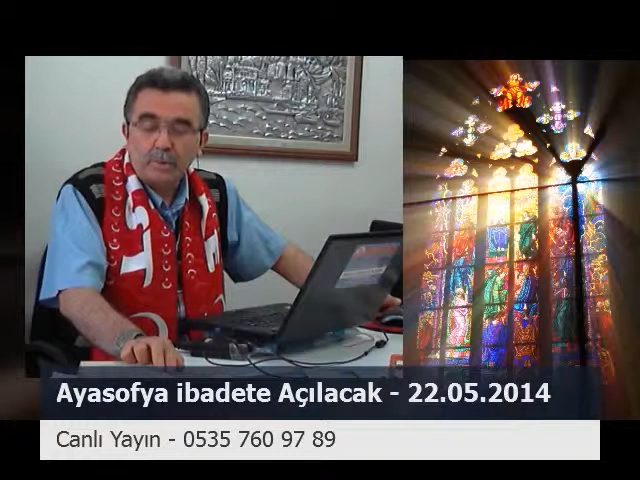 Ayasofya ibadete Açılacak - 22.05.2014
Canlı Yayın - 0535 760 97 89